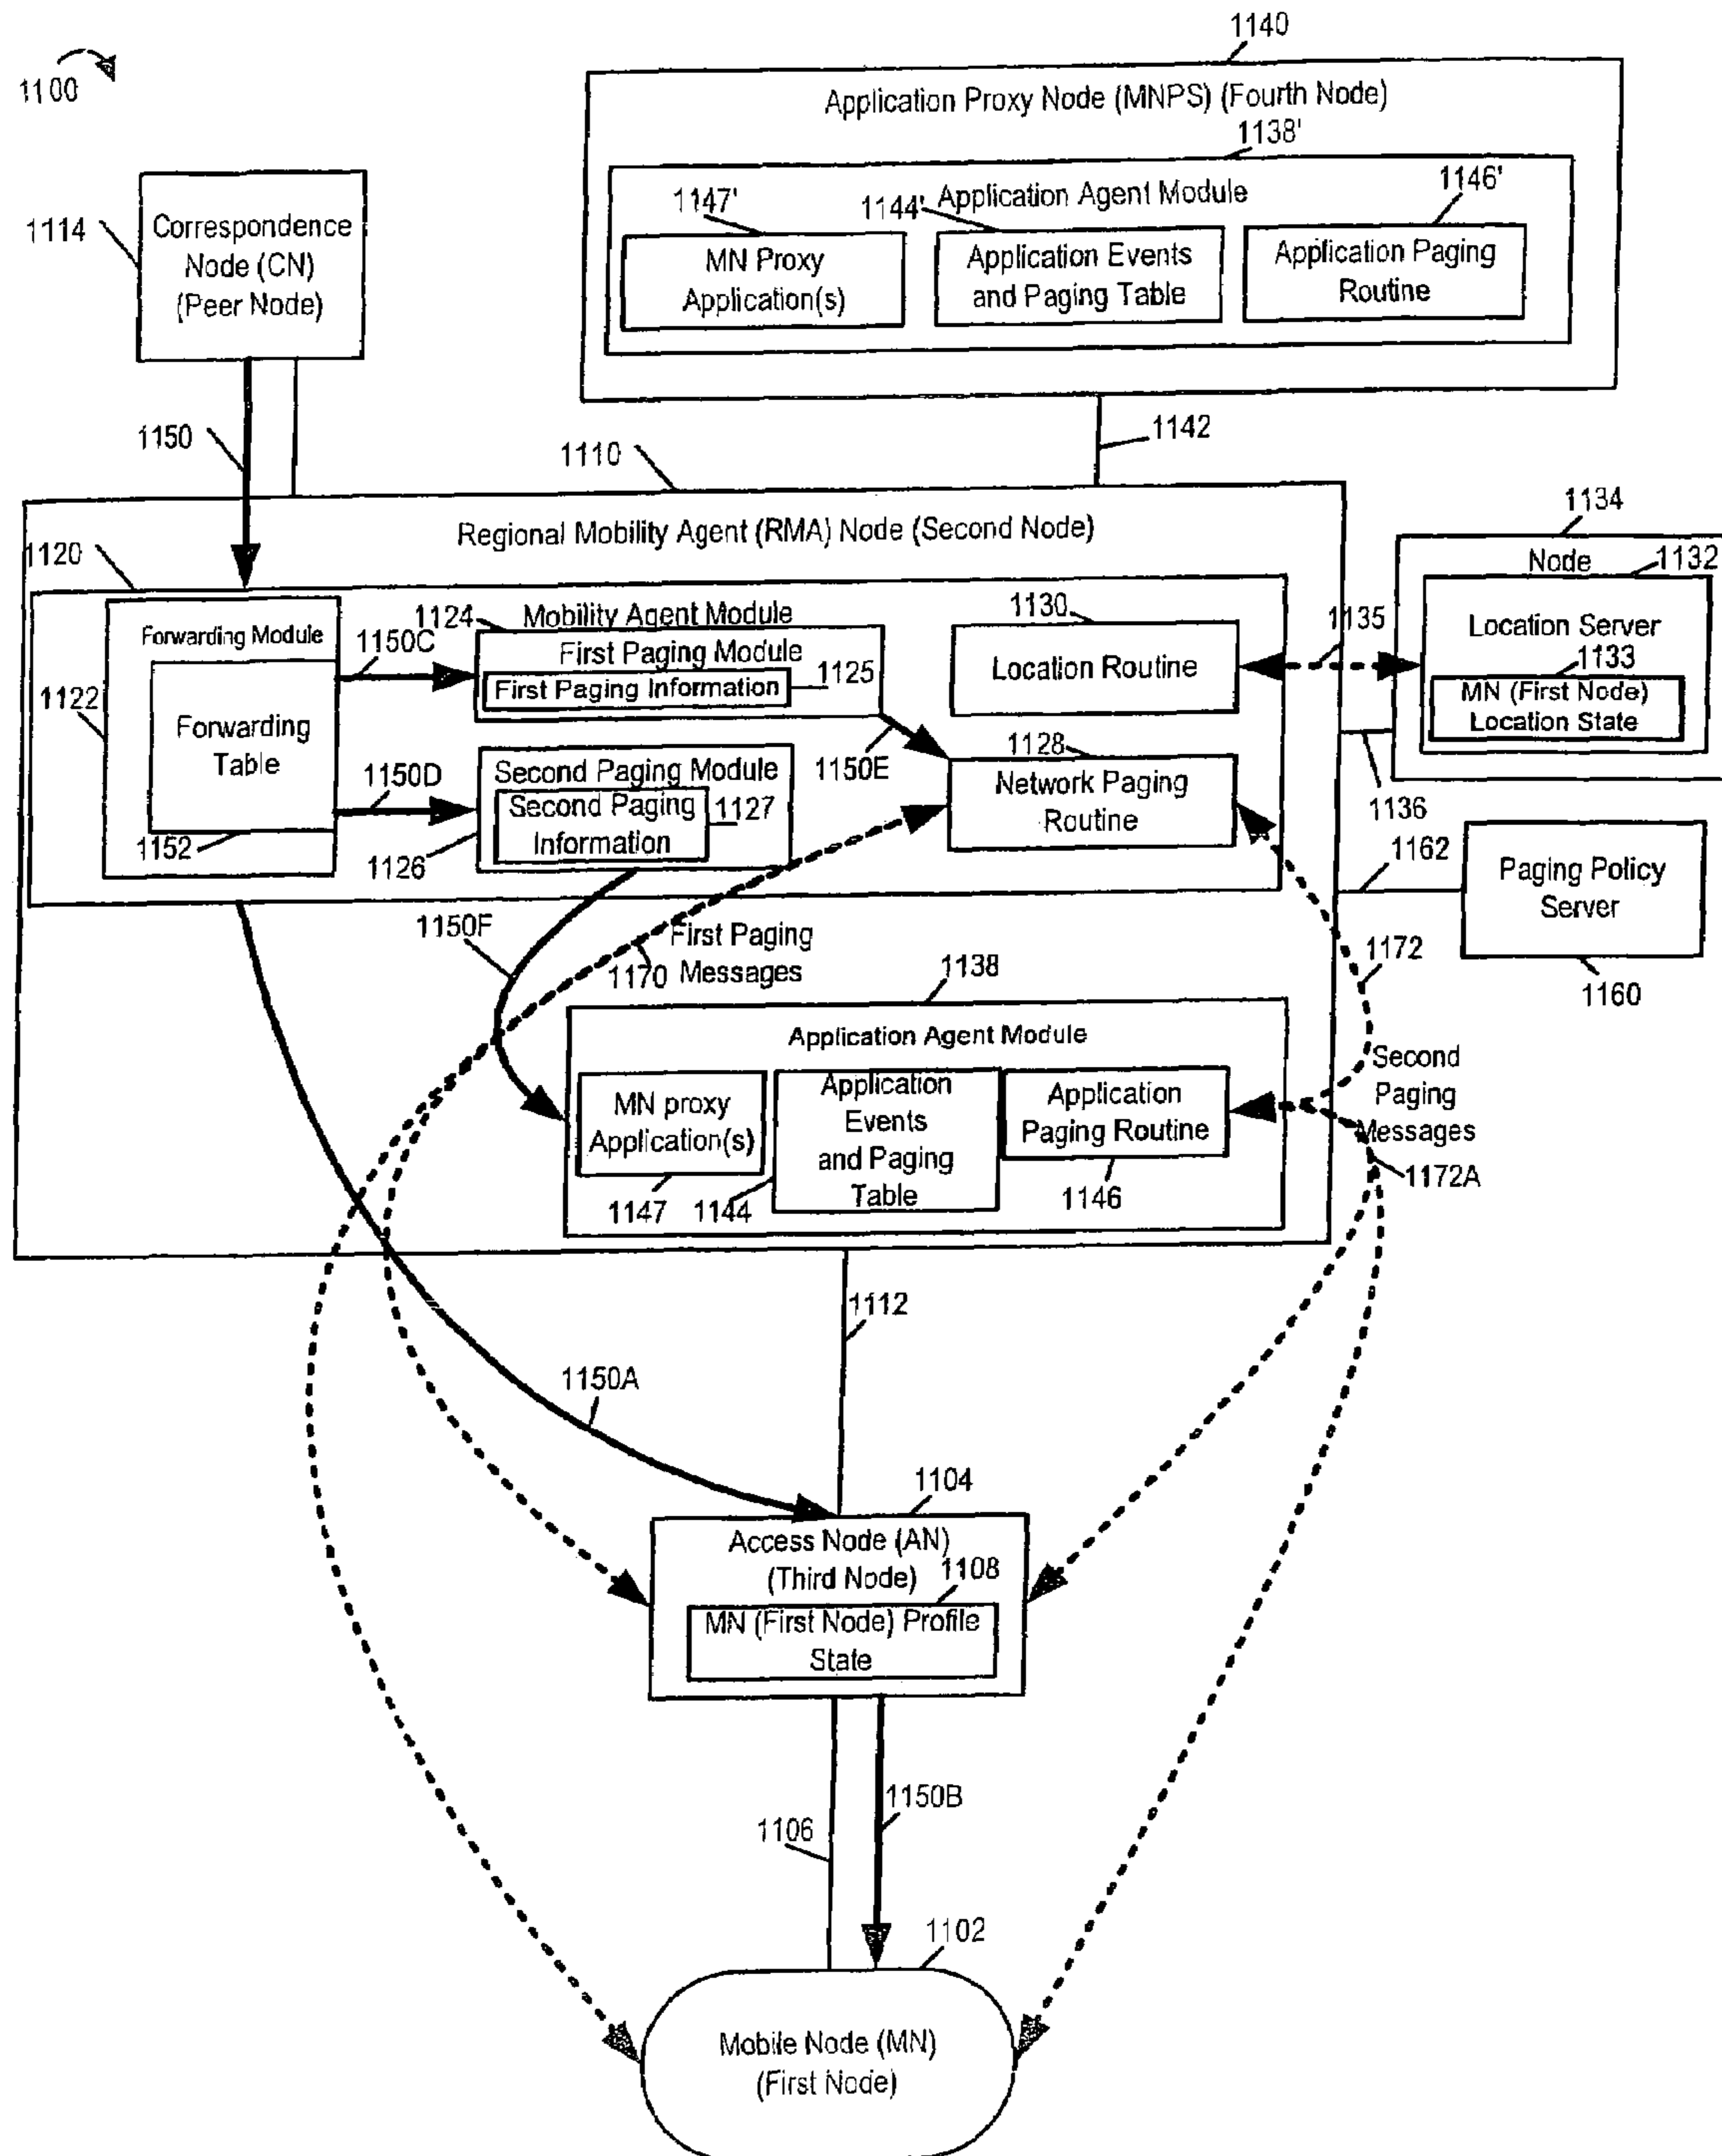 1140
1100
Application Proxy Node (MNPS) (Fourth Node)
1138'
1147'
1144'
Application Agent Module
1146'
MN Proxy
Application(s)
Application Events
and Paging Table
Application Paging
Routine
1114
Correspondence
Node (CN)
(Peer Node)
1150
1142
1110
Regional Mobility Agent (RMA) Node (Second Node)
1134
1120
Node
1132
Location Server
1133
MN (First Node)
Location State
1135
1124
Mobility Agent Module
1130
Forwarding Module
1150C
First Paging Module
First Paging Information
1125
Location Routine
1122
Forwarding
Table
1150D
Second Paging Module
Second Paging
Information
1127
1150E
1128
Network Paging
Routine
1136
1152
1126
1162
Paging Policy
Server
1160
1150F
First Paging
Messages
1170
1172
1138
Application Agent Module
Second
Paging
Messages
1172A
MN proxy
Application(s)
Application
Events
and Paging
Table
Application
Paging Routine
1147
1144
1146
1112
1150A
1104
Access Node (AN)
(Third Node)
1108
MN (First Node) Profile
State
1150B
1106
1102
Mobile Node (MN)
(First Node)